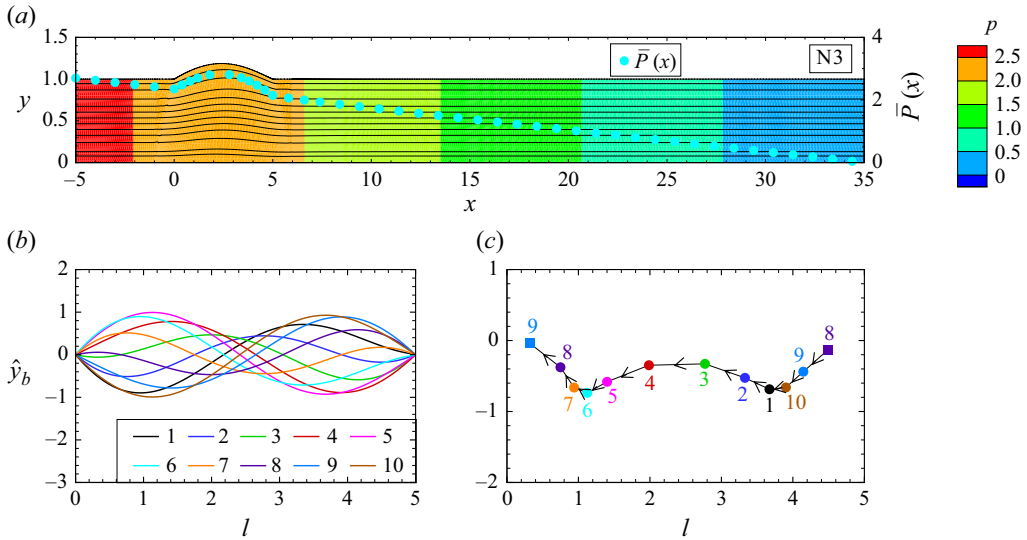 (a)
1.5
1.0
y
0.5
0
−5 0 5 10 15 20 25 30 35
x
P̅ (x)
N3
4
2
0
P̅ (x)
p
2.5
2.0
1.5
1.0
0.5
0
(b)
2
1
0
ŷ_b
−1
−2
−3
1 2 3 4 5
6 7 8 9 10
0 1 2 3 4 5
l
(c)
1
0
−1
−2
9 8 7 6 5 4 3 2 1 10 9 8
0 1 2 3 4 5
l